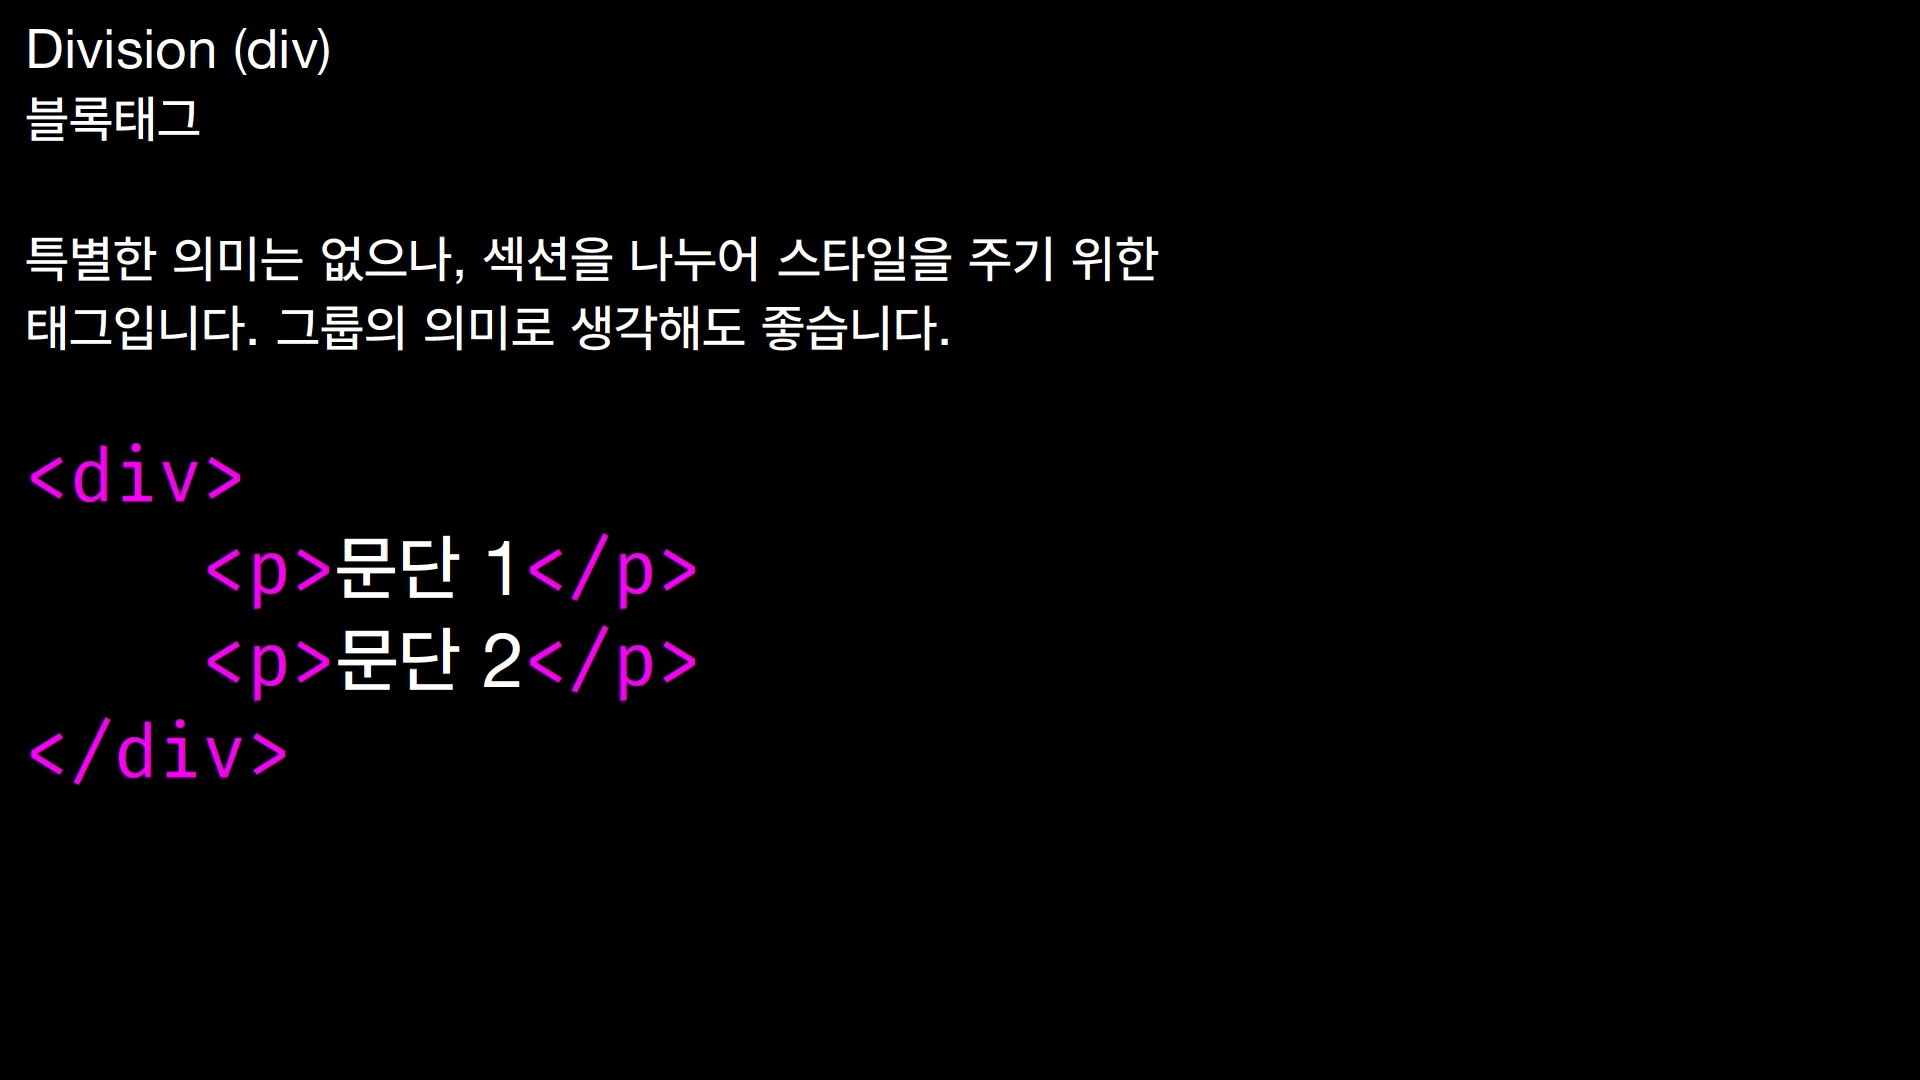 Division (div)
블록태그
특별한 의미는 없으나, 섹션을 나누어 스타일을 주기 위한
태그입니다. 그룹의 의미로 생각해도 좋습니다.
<div>
<p>문단 1</p>
<p>문단 2</p>
</div>